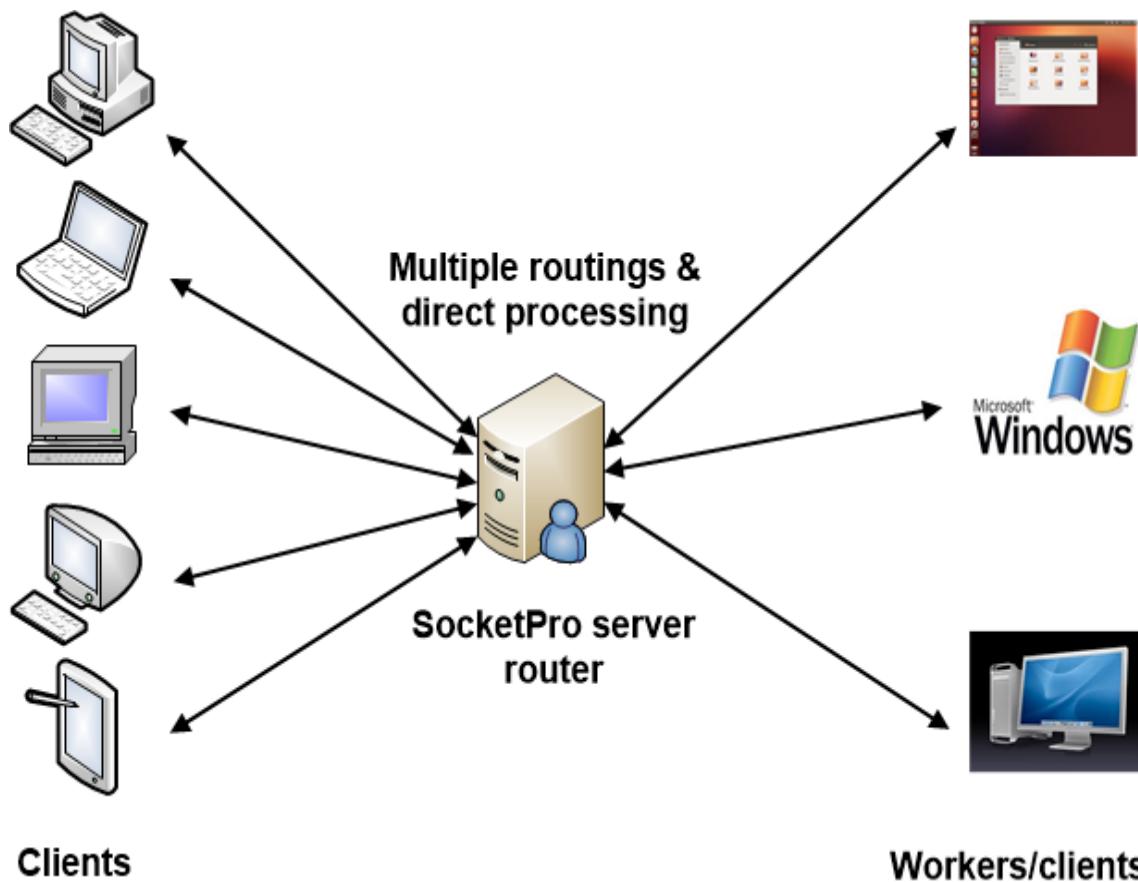 Multiple routings &
direct processing
Microsoft
Windows
SocketPro server
router
Clients
Workers/clients